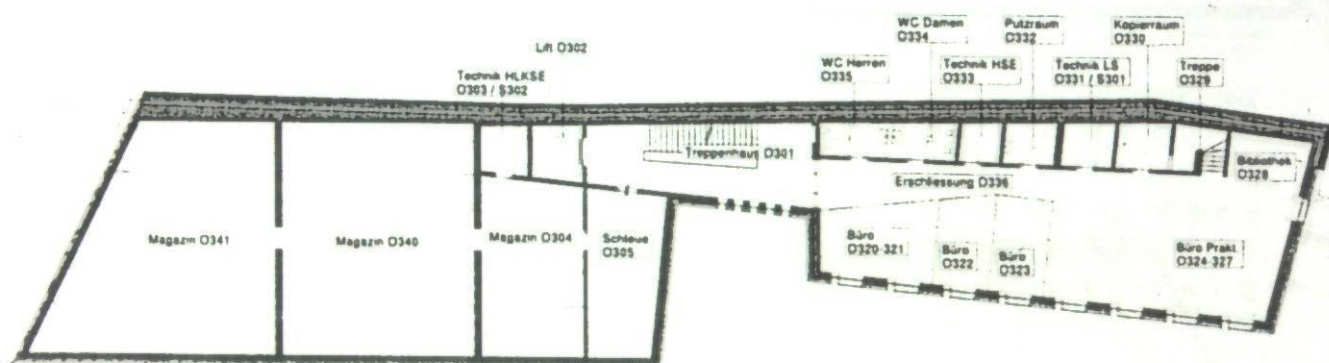 WC Damen
O334
Putzraum
O332
Kopierraum
O330
Lift O302
WC Herren
O335
Technik HSE
O333
Technik LS
O331 / S301
Treppe
O329
Technik HLKSE
O303 / S302
Treppenhaus O301
Bibliothek
O328
Erschliessung O336
Magazin O341
Magazin O340
Magazin O304
Schleue
O305
Büro
O320-321
Büro
O322
Büro
O323
Büro Prakt.
O324-327